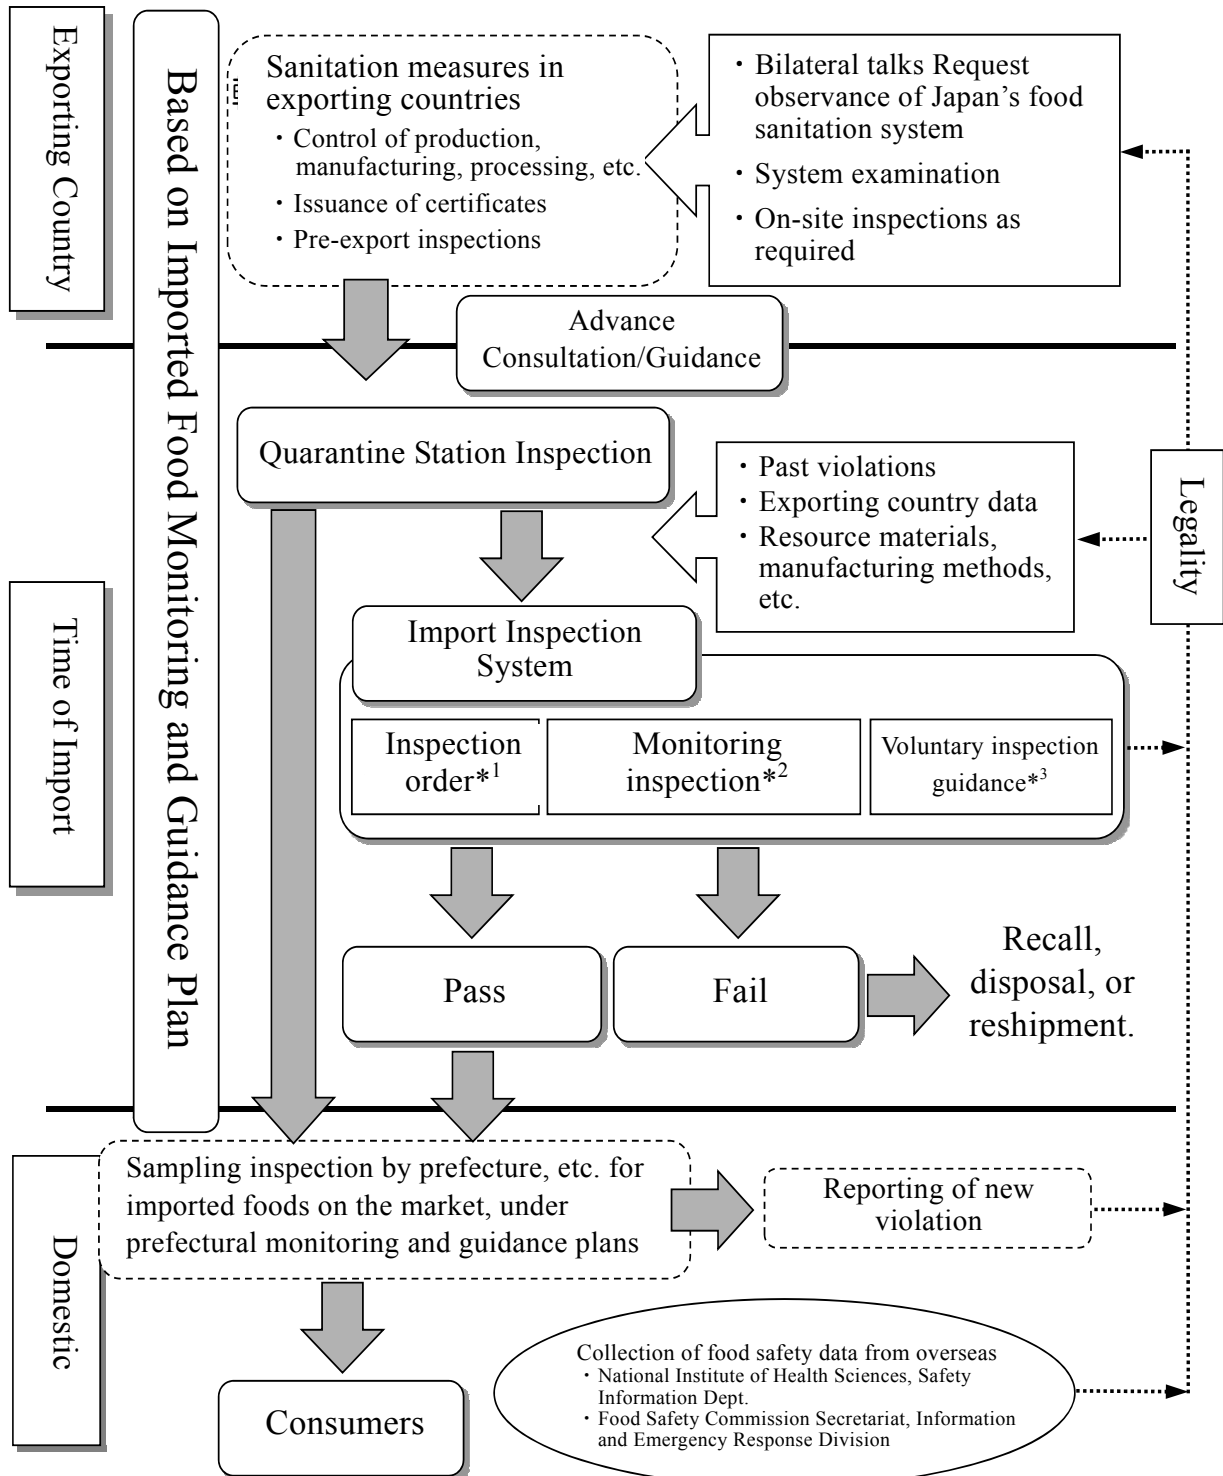 Exporting Country
Based on Imported Food Monitoring and Guidance Plan
Sanitation measures in
exporting countries
・Control of production,
manufacturing, processing, etc.
・Issuance of certificates
・Pre-export inspections
・Bilateral talks Request
observance of Japan's food
sanitation system
・System examination
・On-site inspections as
required
Advance
Consultation/Guidance
Quarantine Station Inspection
・Past violations
・Exporting country data
・Resource materials,
manufacturing methods,
etc.
Legality
Time of Import
Import Inspection
System
Inspection
order*1
Monitoring
inspection*2
Voluntary inspection
guidance*3
Pass
Fail
Recall,
disposal, or
reshipment.
Domestic
Sampling inspection by prefecture, etc. for
imported foods on the market, under
prefectural monitoring and guidance plans
Reporting of new
violation
Consumers
Collection of food safety data from overseas
・National Institute of Health Sciences, Safety
Information Dept.
・Food Safety Commission Secretariat, Information
and Emergency Response Division